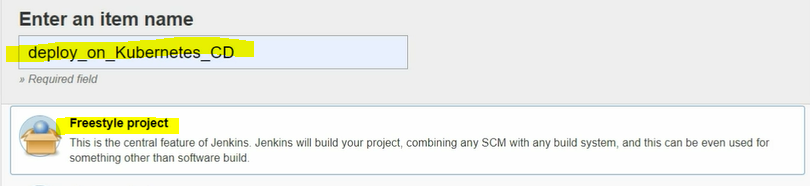 Enter an item name
deploy_on_Kubernetes_CD
» Required field
Freestyle project
This is the central feature of Jenkins. Jenkins will build your project, combining any SCM with any build system, and this can be even used for
something other than software build.